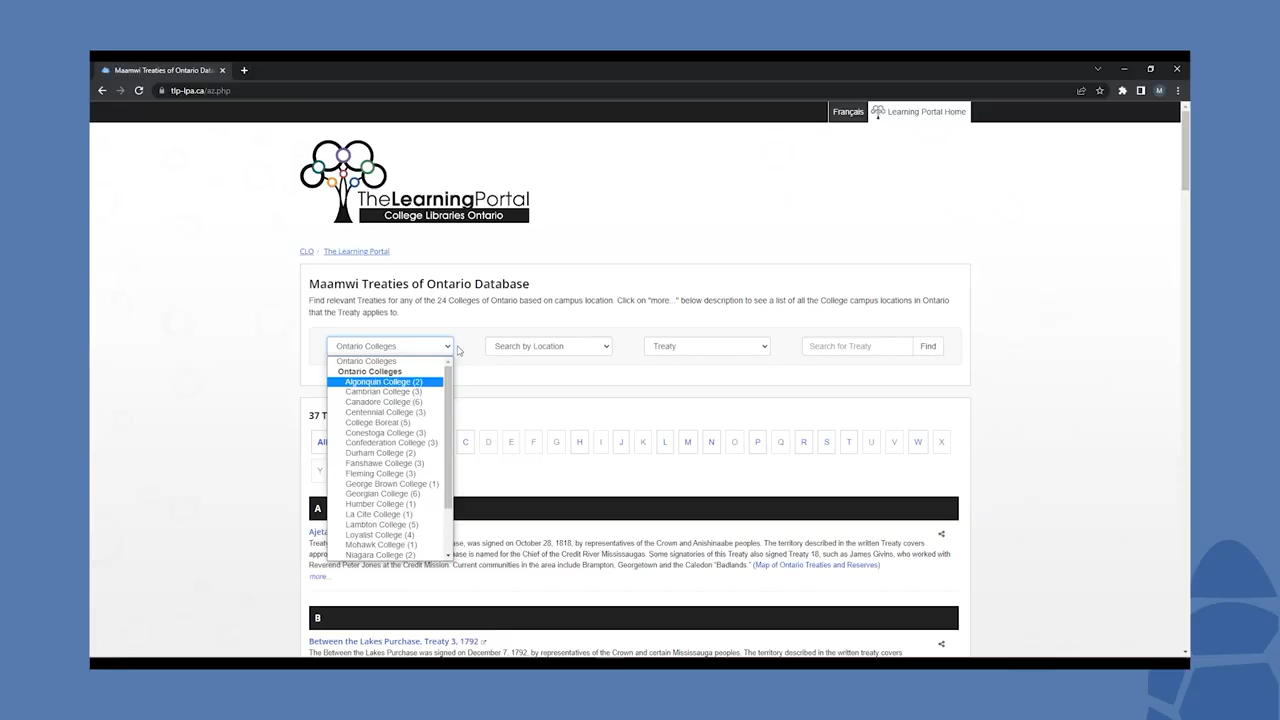 Maamwi Treaties of Ontario Data
tlp-lpa.ca/az.php
M
Français
Learning Portal Home
TheLearningPortal
College Libraries Ontario
CLO / The Learning Portal
Maamwi Treaties of Ontario Database
Find relevant Treaties for any of the 24 Colleges of Ontario based on campus location. Click on "more..." below description to see a list of all the College campus locations in Ontario
that the Treaty applies to.
Ontario Colleges Search by Location Treaty Search for Treaty Find
Ontario Colleges
Ontario Colleges
Algonquin College (2)
Cambrian College (3)
Canadore College (6)
Centennial College (3)
College Boreal (5)
Conestoga College (3)
Confederation College (3)
Durham College (2)
Fanshawe College (3)
Fleming College (3)
George Brown College (1)
Georgian College (6)
Humber College (1)
La Cite College (1)
Lambton College (5)
Loyalist College (4)
Mohawk College (1)
Niagara College (2)
37 T
All C D E F G H I J K L M N O P Q R S T U V W X
Y
A
Ajeta
Treaty was signed on October 28, 1818, by representatives of the Crown and Anishinaabe peoples. The territory described in the written Treaty covers
appro is named for the Chief of the Credit River Mississaugas. Some signatories of this Treaty also signed Treaty 18, such as James Givins, who worked with
Reverend Peter Jones at the Credit Mission. Current communities in the area include Brampton, Georgetown and the Caledon "Badlands." (Map of Ontario Treaties and Reserves)
more...
B
Between the Lakes Purchase, Treaty 3, 1792
The Between the Lakes Purchase was signed on December 7, 1792, by representatives of the Crown and certain Mississauga peoples. The territory described in the written treaty covers